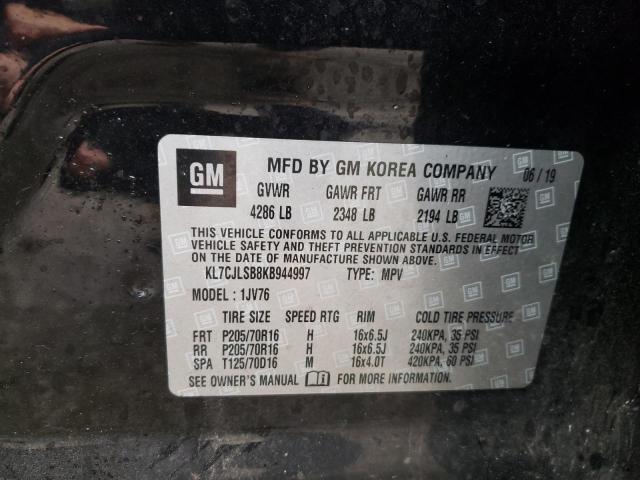 GM MFD BY GM KOREA COMPANY 06/19
GVWR GAWR FRT GAWR RR
4286 LB 2348 LB 2194 LB
THIS VEHICLE CONFORMS TO ALL APPLICABLE U.S. FEDERAL MOTOR
VEHICLE SAFETY AND THEFT PREVENTION STANDARDS IN EFFECT
ON THE DATE OF MANUFACTURE SHOWN ABOVE.
KL7CJLSB8KB944997 TYPE: MPV
MODEL: 1JV76
TIRE SIZE SPEED RTG RIM COLD TIRE PRESSURE
FRT P205/70R16 H 16x6.5J 240KPA, 35 PSI
RR P205/70R16 H 16x6.5J 240KPA, 35 PSI
SPA T125/70D16 M 16x4.0T 420KPA, 60 PSI
SEE OWNER'S MANUAL FOR MORE INFORMATION.